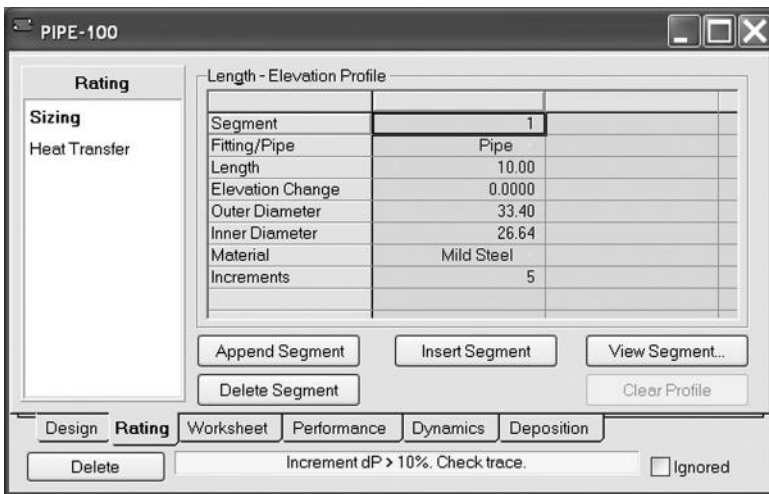 PIPE-100
Rating
Sizing
Heat Transfer
Length - Elevation Profile
Segment 1
Fitting/Pipe Pipe
Length 10.00
Elevation Change 0.0000
Outer Diameter 33.40
Inner Diameter 26.64
Material Mild Steel
Increments 5
Append Segment Insert Segment View Segment...
Delete Segment Clear Profile
Design Rating Worksheet Performance Dynamics Deposition
Delete Increment dP > 10%. Check trace. Ignored